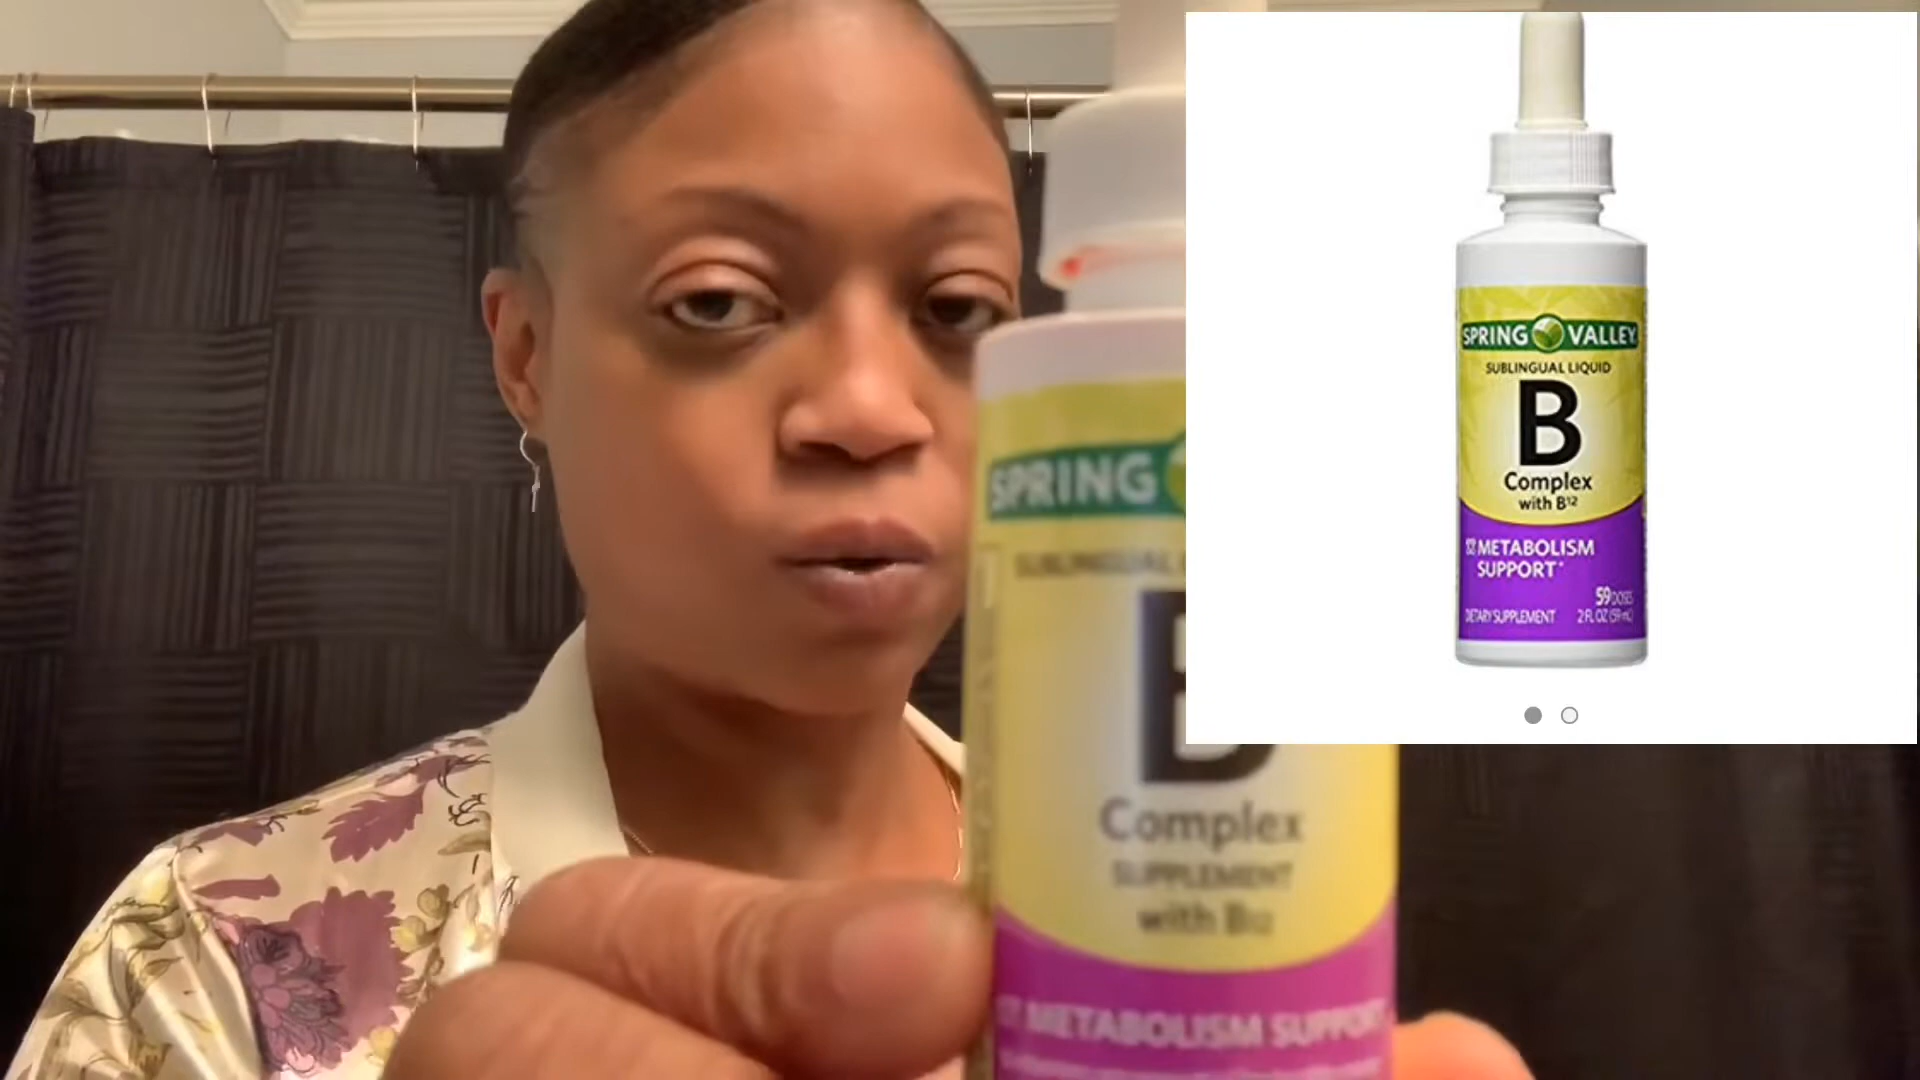 SPRING
SUBLINGUAL
B
Complex
SUPPLEMENT
with B12
METABOLISM SUPPORT
SPRING VALLEY
SUBLINGUAL LIQUID
B
Complex
with B12
METABOLISM
SUPPORT*
59 DOSES
DIETARY SUPPLEMENT 2 FL OZ (59 mL)